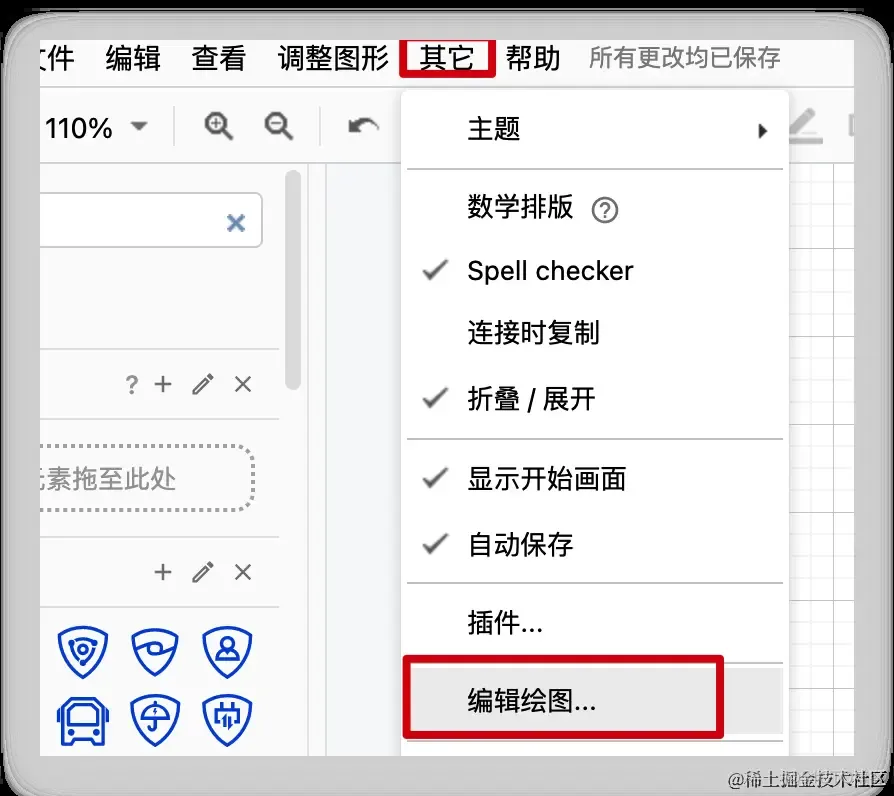 文件 编辑 查看 调整图形 其它 帮助 所有更改均已保存
110%
主题
数学排版 ?
Spell checker
连接时复制
? 
折叠 / 展开
元素拖至此处
显示开始画面
自动保存
插件...
编辑绘图...
@稀土掘金技术社区